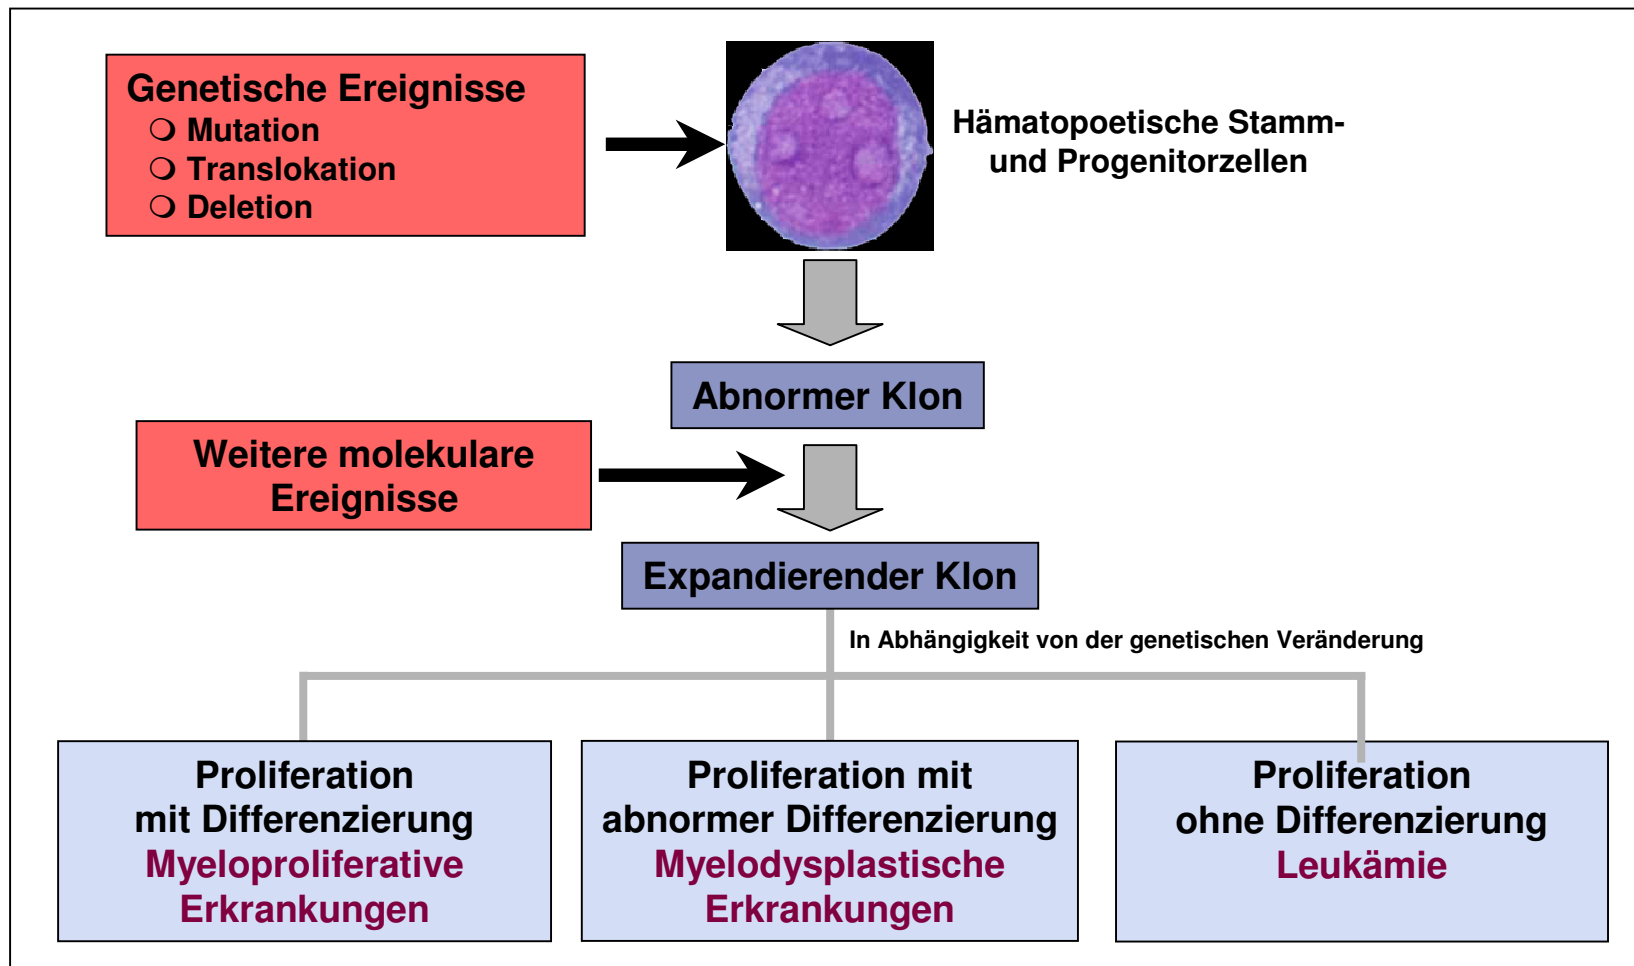 Genetische Ereignisse
❍ Mutation
❍ Translokation
❍ Deletion
Hämatopoetische Stamm-
und Progenitorzellen
Abnormer Klon
Weitere molekulare
Ereignisse
Expandierender Klon
In Abhängigkeit von der genetischen Veränderung
Proliferation
mit Differenzierung
Myeloproliferative
Erkrankungen
Proliferation mit
abnormer Differenzierung
Myelodysplastische
Erkrankungen
Proliferation
ohne Differenzierung
Leukämie